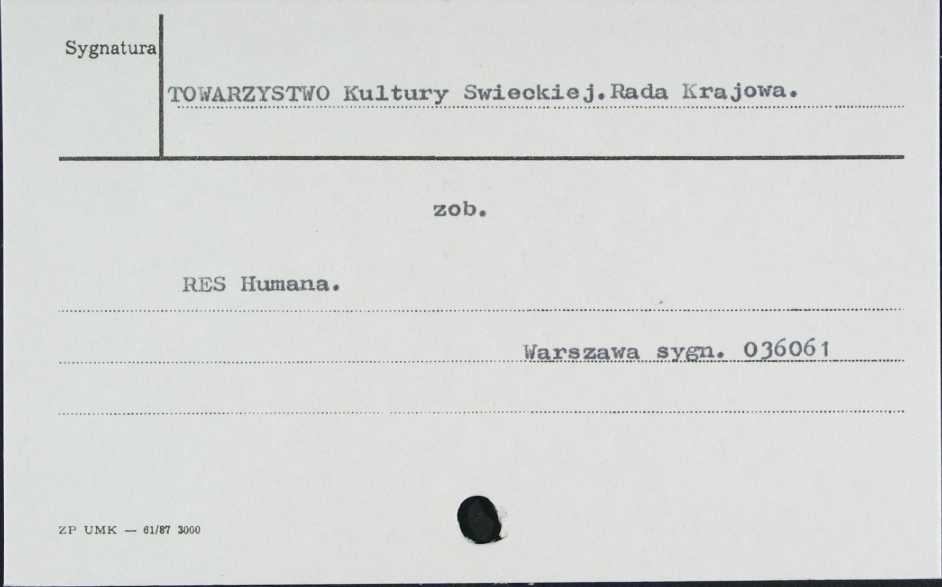 Sygnatura
TOWARZYSTWO Kultury Swieckiej.Rada Krajowa.
zob.
RES Humana.
Warszawa sygn. 036061
ZP UMK — 61/87 3000